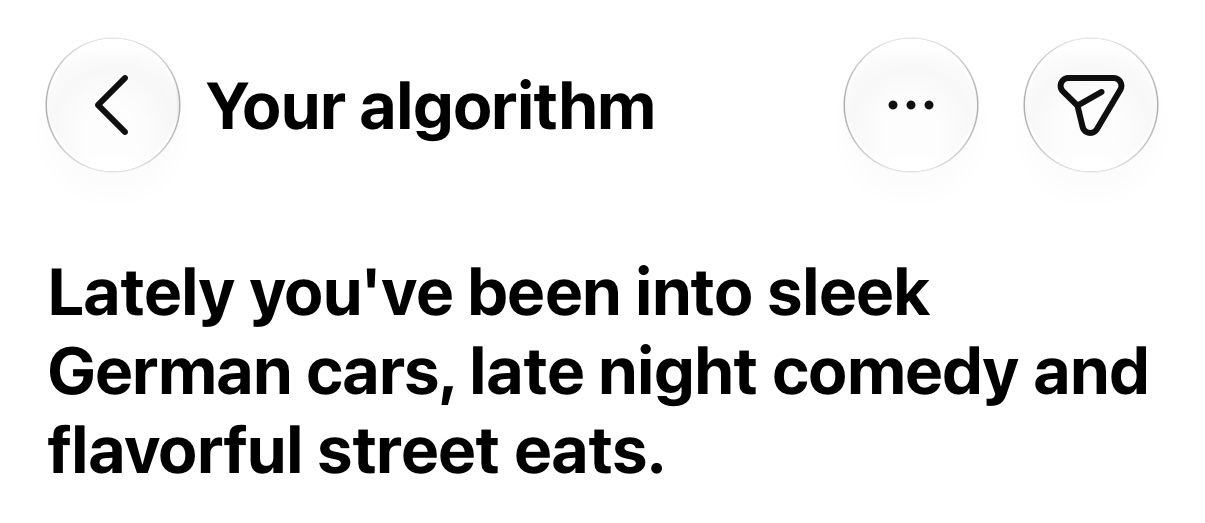 Your algorithm
Lately you've been into sleek
German cars, late night comedy and
flavorful street eats.